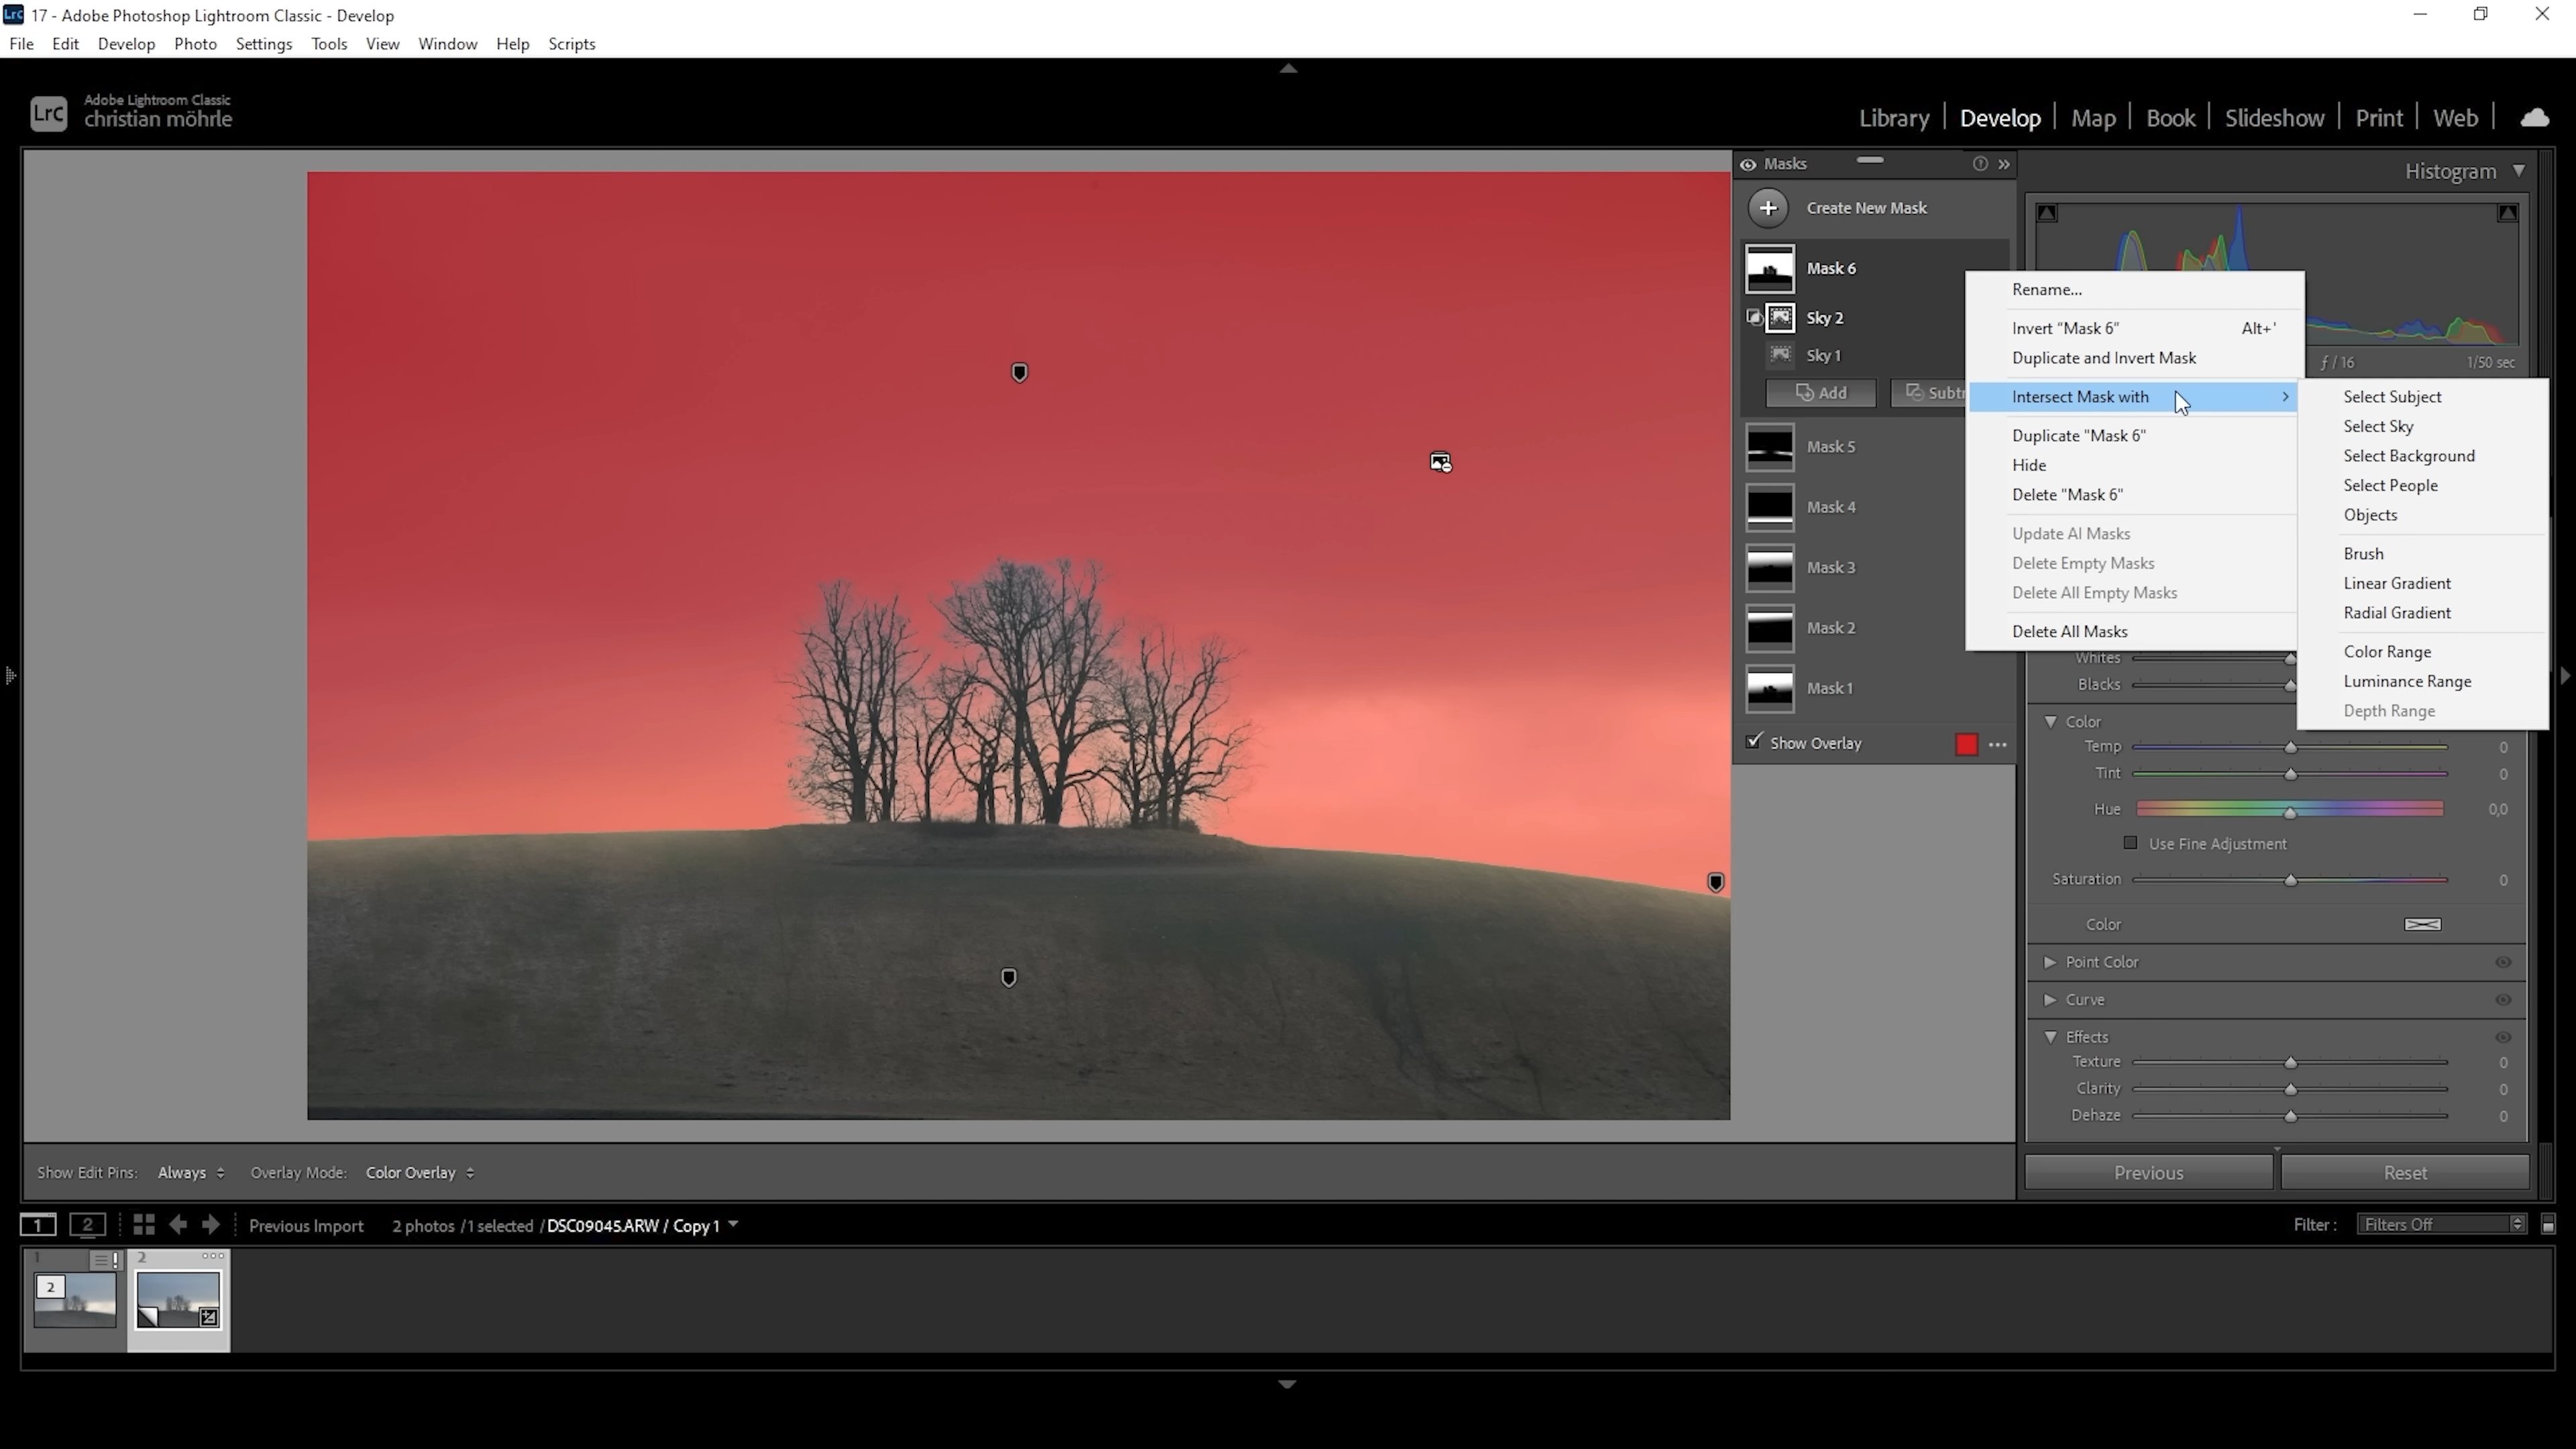 Lrc 17 - Adobe Photoshop Lightroom Classic - Develop
File Edit Develop Photo Settings Tools View Window Help Scripts
Lrc Adobe Lightroom Classic
christian möhrle
Library Develop Map Book Slideshow Print Web
Masks
Create New Mask
Mask 6
Sky 2
Sky 1
Add Subtr
Mask 5
Mask 4
Mask 3
Mask 2
Mask 1
Show Overlay
Histogram
ƒ / 16 1/50 sec
Rename...
Invert "Mask 6" Alt+'
Duplicate and Invert Mask
Intersect Mask with
Duplicate "Mask 6"
Hide
Delete "Mask 6"
Update AI Masks
Delete Empty Masks
Delete All Empty Masks
Delete All Masks
Select Subject
Select Sky
Select Background
Select People
Objects
Brush
Linear Gradient
Radial Gradient
Color Range
Luminance Range
Depth Range
Whites
Blacks
Color
Temp 0
Tint 0
Hue 0,0
Use Fine Adjustment
Saturation 0
Color
Point Color
Curve
Effects
Texture 0
Clarity 0
Dehaze 0
Previous Reset
Show Edit Pins: Always Overlay Mode: Color Overlay
1 2 Previous Import 2 photos / 1 selected / DSC09045.ARW / Copy 1 Filter : Filters Off
1 2
2